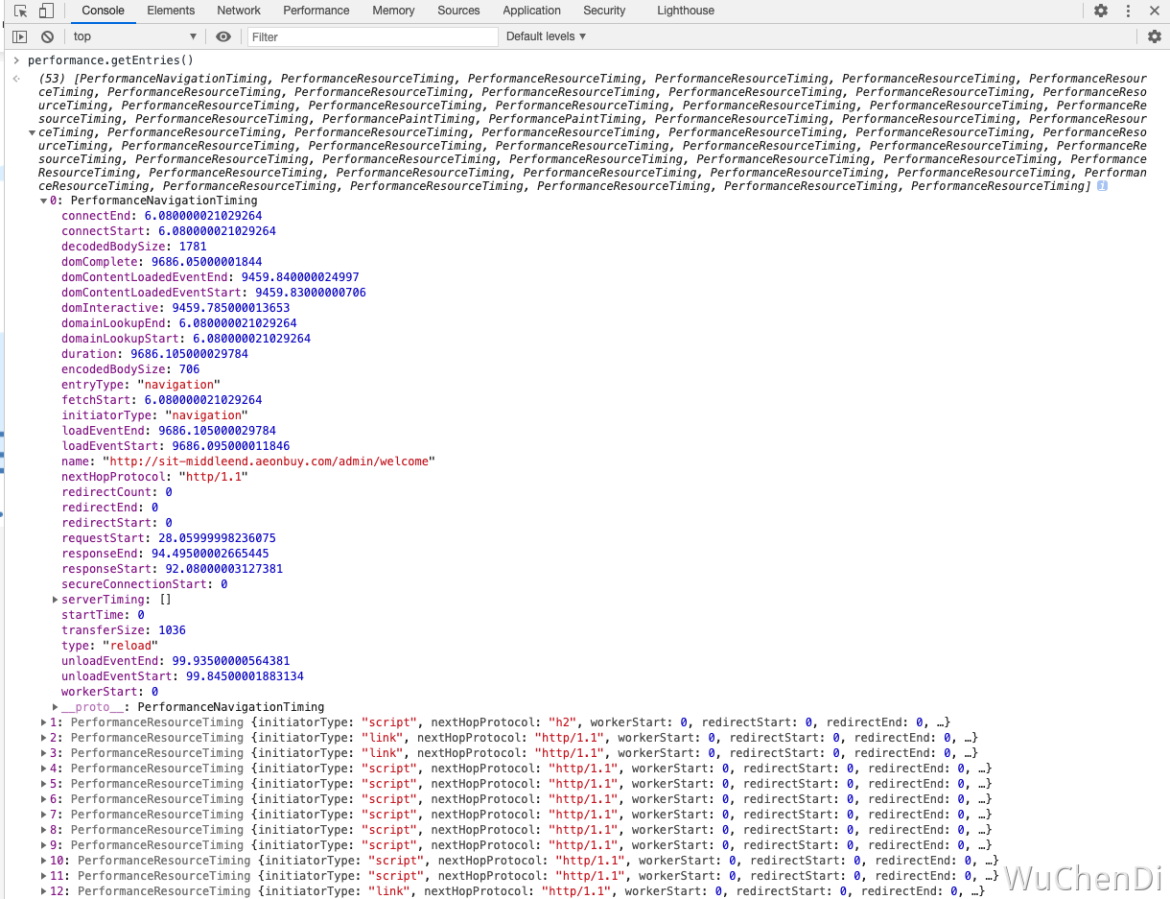 Console Elements Network Performance Memory Sources Application Security Lighthouse
top Filter Default levels
performance.getEntries()
(53) [PerformanceNavigationTiming, PerformanceResourceTiming, PerformanceResourceTiming, PerformanceResourceTiming, PerformanceResourceTiming, PerformanceResour
ceTiming, PerformanceResourceTiming, PerformanceResourceTiming, PerformanceResourceTiming, PerformanceResourceTiming, PerformanceResourceTiming, PerformanceReso
urceTiming, PerformanceResourceTiming, PerformanceResourceTiming, PerformanceResourceTiming, PerformanceResourceTiming, PerformanceResourceTiming, PerformanceRe
sourceTiming, PerformanceResourceTiming, PerformancePaintTiming, PerformancePaintTiming, PerformanceResourceTiming, PerformanceResourceTiming, PerformanceResour
ceTiming, PerformanceResourceTiming, PerformanceResourceTiming, PerformanceResourceTiming, PerformanceResourceTiming, PerformanceResourceTiming, PerformanceReso
urceTiming, PerformanceResourceTiming, PerformanceResourceTiming, PerformanceResourceTiming, PerformanceResourceTiming, PerformanceResourceTiming, PerformanceRe
sourceTiming, PerformanceResourceTiming, PerformanceResourceTiming, PerformanceResourceTiming, PerformanceResourceTiming, PerformanceResourceTiming, Performance
ResourceTiming, PerformanceResourceTiming, PerformanceResourceTiming, PerformanceResourceTiming, PerformanceResourceTiming, PerformanceResourceTiming, Performan
ceResourceTiming, PerformanceResourceTiming, PerformanceResourceTiming, PerformanceResourceTiming, PerformanceResourceTiming]
0: PerformanceNavigationTiming
connectEnd: 6.080000021029264
connectStart: 6.080000021029264
decodedBodySize: 1781
domComplete: 9686.05000001844
domContentLoadedEventEnd: 9459.840000024997
domContentLoadedEventStart: 9459.83000000706
domInteractive: 9459.785000013653
domainLookupEnd: 6.080000021029264
domainLookupStart: 6.080000021029264
duration: 9686.105000029784
encodedBodySize: 706
entryType: "navigation"
fetchStart: 6.080000021029264
initiatorType: "navigation"
loadEventEnd: 9686.105000029784
loadEventStart: 9686.095000011846
name: "http://sit-middleend.aeonbuy.com/admin/welcome"
nextHopProtocol: "http/1.1"
redirectCount: 0
redirectEnd: 0
redirectStart: 0
requestStart: 28.05999998236075
responseEnd: 94.49500002665445
responseStart: 92.08000003127381
secureConnectionStart: 0
serverTiming: []
startTime: 0
transferSize: 1036
type: "reload"
unloadEventEnd: 99.93500000564381
unloadEventStart: 99.84500001883134
workerStart: 0
__proto__: PerformanceNavigationTiming
1: PerformanceResourceTiming {initiatorType: "script", nextHopProtocol: "h2", workerStart: 0, redirectStart: 0, redirectEnd: 0, …}
2: PerformanceResourceTiming {initiatorType: "link", nextHopProtocol: "http/1.1", workerStart: 0, redirectStart: 0, redirectEnd: 0, …}
3: PerformanceResourceTiming {initiatorType: "link", nextHopProtocol: "http/1.1", workerStart: 0, redirectStart: 0, redirectEnd: 0, …}
4: PerformanceResourceTiming {initiatorType: "script", nextHopProtocol: "http/1.1", workerStart: 0, redirectStart: 0, redirectEnd: 0, …}
5: PerformanceResourceTiming {initiatorType: "script", nextHopProtocol: "http/1.1", workerStart: 0, redirectStart: 0, redirectEnd: 0, …}
6: PerformanceResourceTiming {initiatorType: "script", nextHopProtocol: "http/1.1", workerStart: 0, redirectStart: 0, redirectEnd: 0, …}
7: PerformanceResourceTiming {initiatorType: "script", nextHopProtocol: "http/1.1", workerStart: 0, redirectStart: 0, redirectEnd: 0, …}
8: PerformanceResourceTiming {initiatorType: "script", nextHopProtocol: "http/1.1", workerStart: 0, redirectStart: 0, redirectEnd: 0, …}
9: PerformanceResourceTiming {initiatorType: "script", nextHopProtocol: "http/1.1", workerStart: 0, redirectStart: 0, redirectEnd: 0, …}
10: PerformanceResourceTiming {initiatorType: "script", nextHopProtocol: "http/1.1", workerStart: 0, redirectStart: 0, redirectEnd: 0, …}
11: PerformanceResourceTiming {initiatorType: "script", nextHopProtocol: "http/1.1", workerStart: 0, redirectStart: 0, redirectEnd: 0, …}
12: PerformanceResourceTiming {initiatorType: "link", nextHopProtocol: "http/1.1", workerStart: 0, redirectStart: 0, redirectEnd: 0, …}
WuChenDi